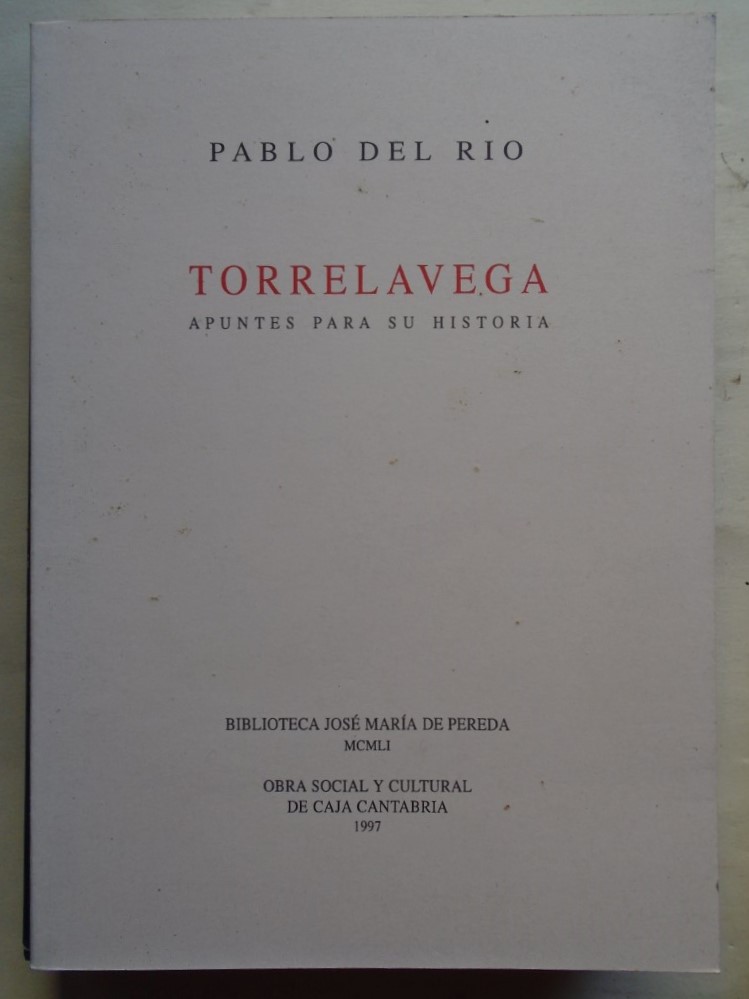 PABLO DEL RIO
TORRELAVEGA
APUNTES PARA SU HISTORIA
BIBLIOTECA JOSÉ MARÍA DE PEREDA
MCMLI
OBRA SOCIAL Y CULTURAL
DE CAJA CANTABRIA
1997